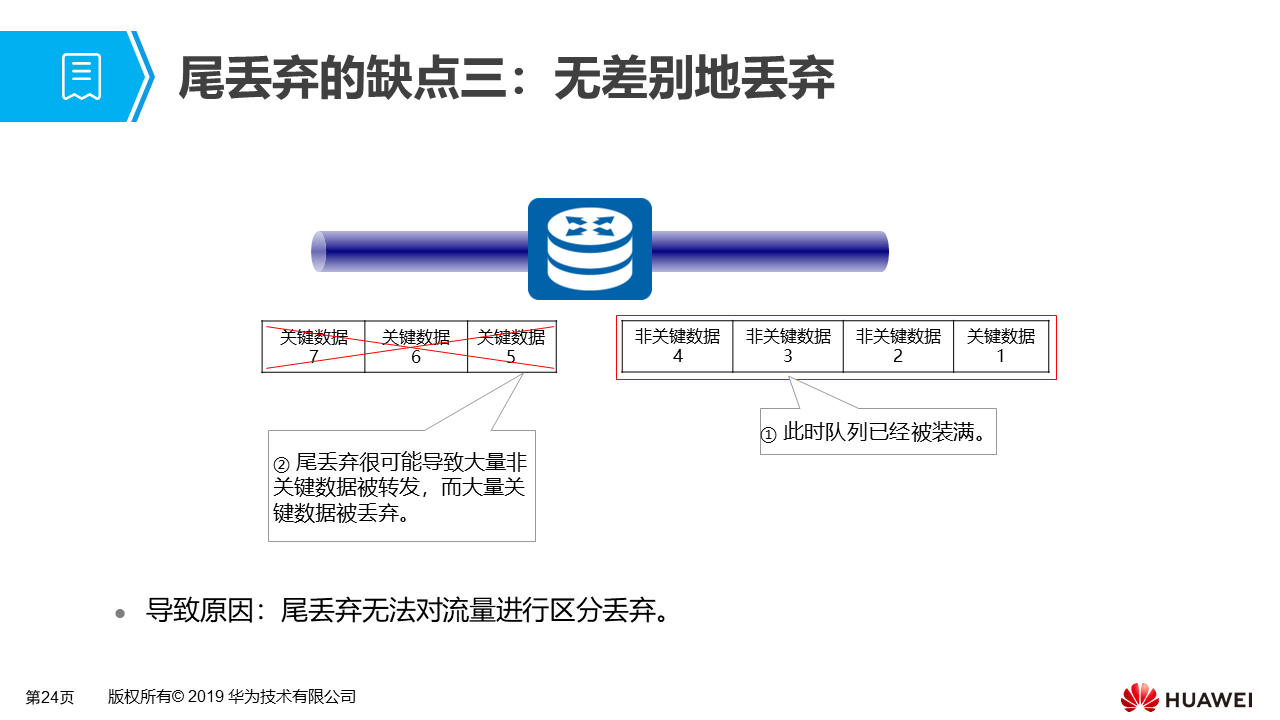 尾丢弃的缺点三：无差别地丢弃
关键数据 关键数据 关键数据 非关键数据 非关键数据 非关键数据 关键数据
7 6 5 4 3 2 1
① 此时队列已经被装满。
② 尾丢弃很可能导致大量非
关键数据被转发，而大量关
键数据被丢弃。
● 导致原因：尾丢弃无法对流量进行区分丢弃。
第24页 版权所有© 2019 华为技术有限公司
HUAWEI